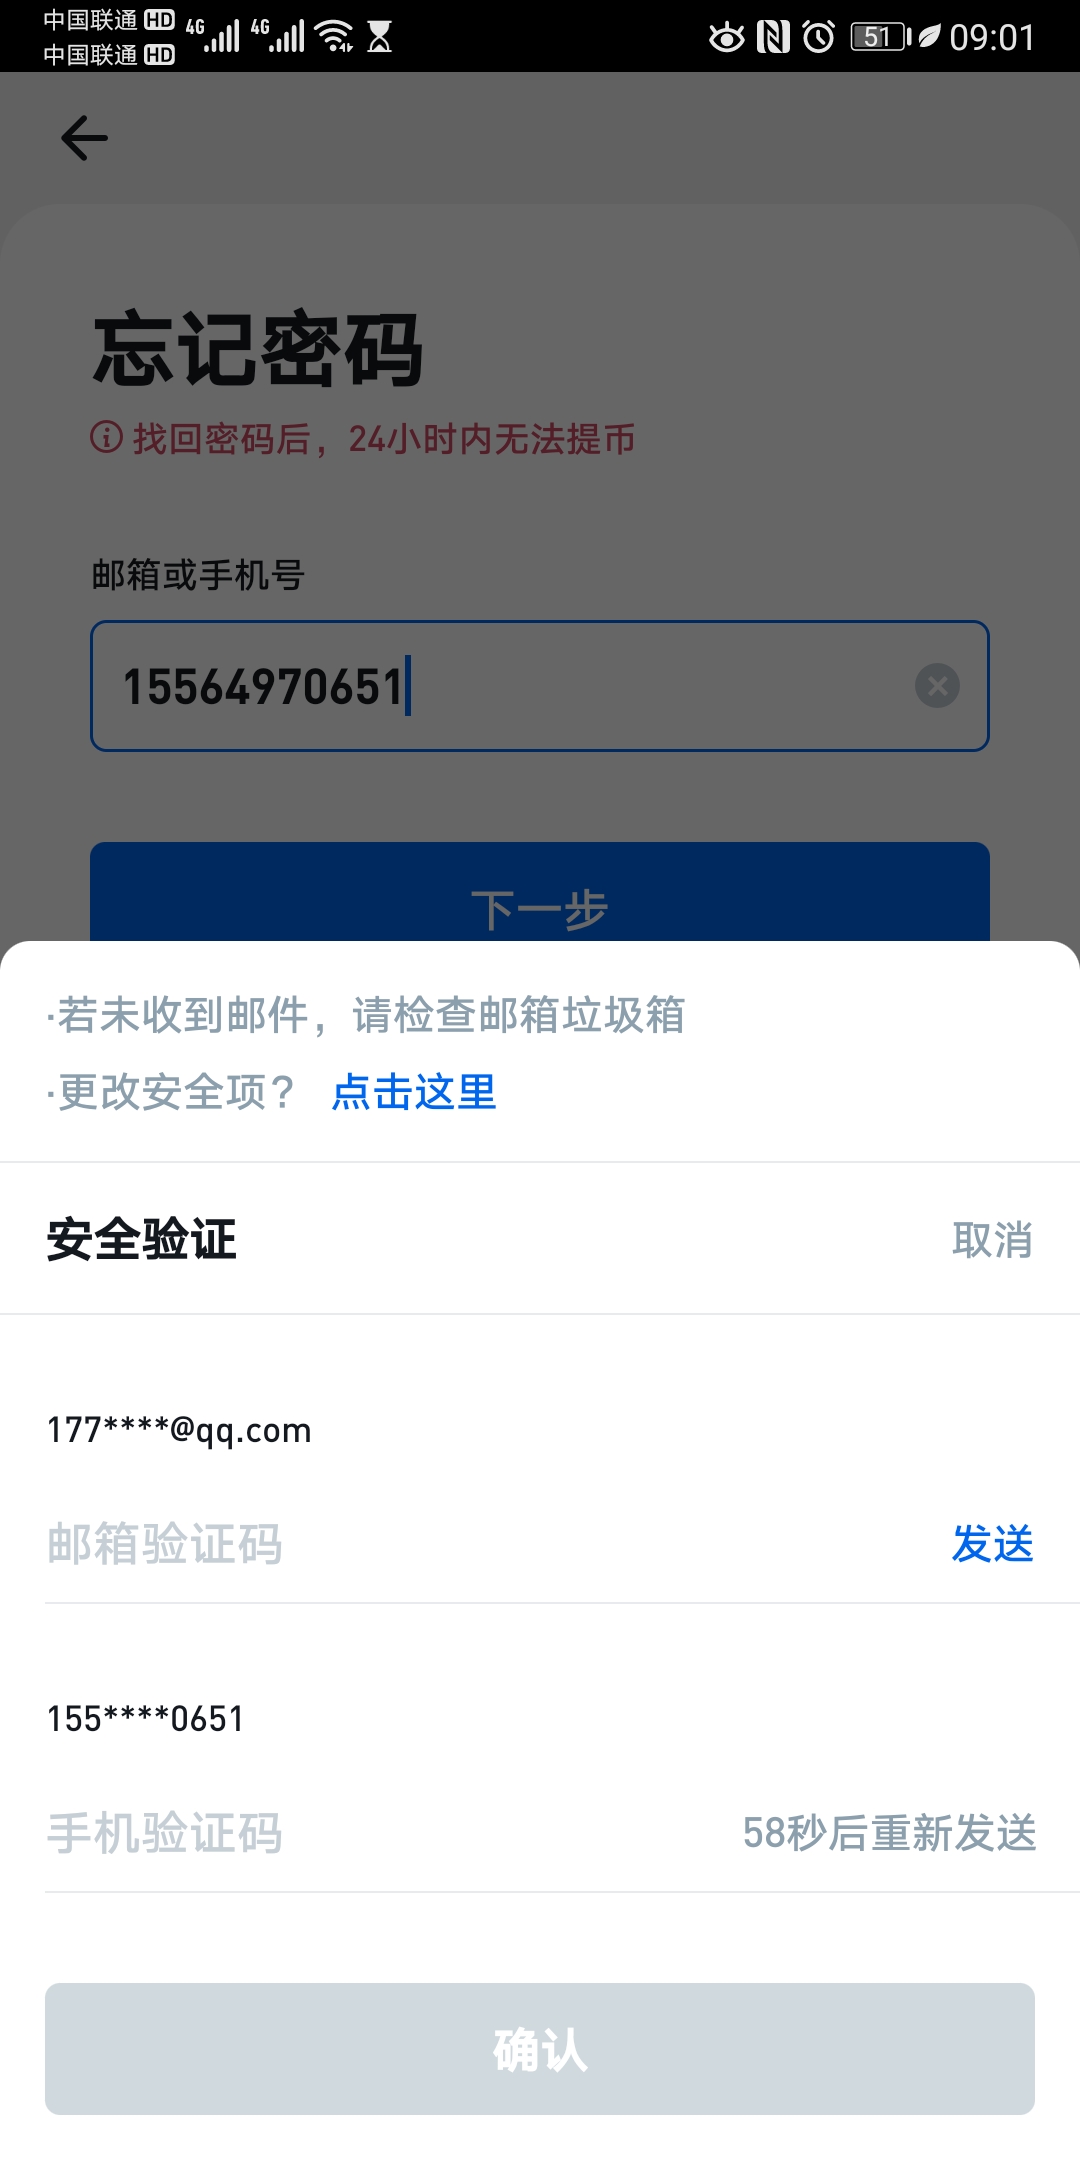 中国联通 HD 4G 4G 51 09:01
中国联通 HD
忘记密码
找回密码后，24小时内无法提币
邮箱或手机号
15564970651
下一步
·若未收到邮件，请检查邮箱垃圾箱
·更改安全项？ 点击这里
安全验证 取消
177****@qq.com
邮箱验证码 发送
155****0651
手机验证码 58秒后重新发送
确认